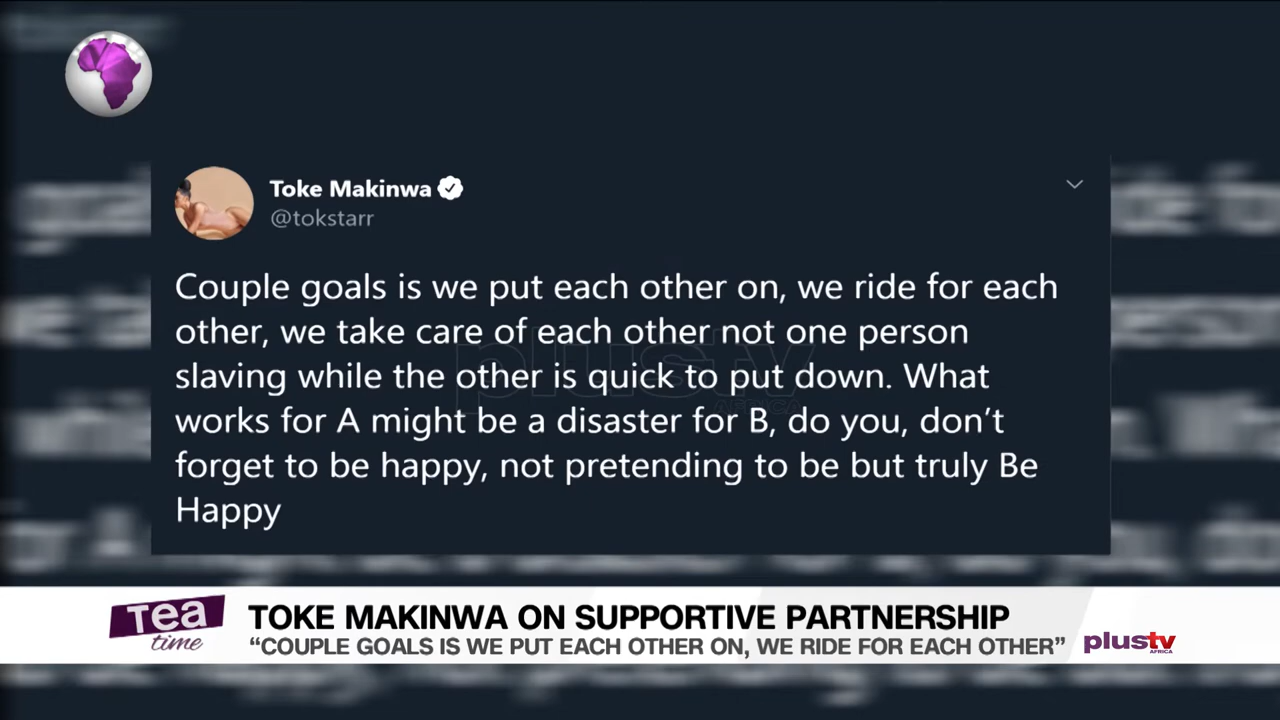 Toke Makinwa
@tokstarr
Couple goals is we put each other on, we ride for each
other, we take care of each other not one person
slaving while the other is quick to put down. What
works for A might be a disaster for B, do you, don’t
forget to be happy, not pretending to be but truly Be
Happy
plustv
AFRICA
Tea
time
TOKE MAKINWA ON SUPPORTIVE PARTNERSHIP
“COUPLE GOALS IS WE PUT EACH OTHER ON, WE RIDE FOR EACH OTHER”
plustv
AFRICA